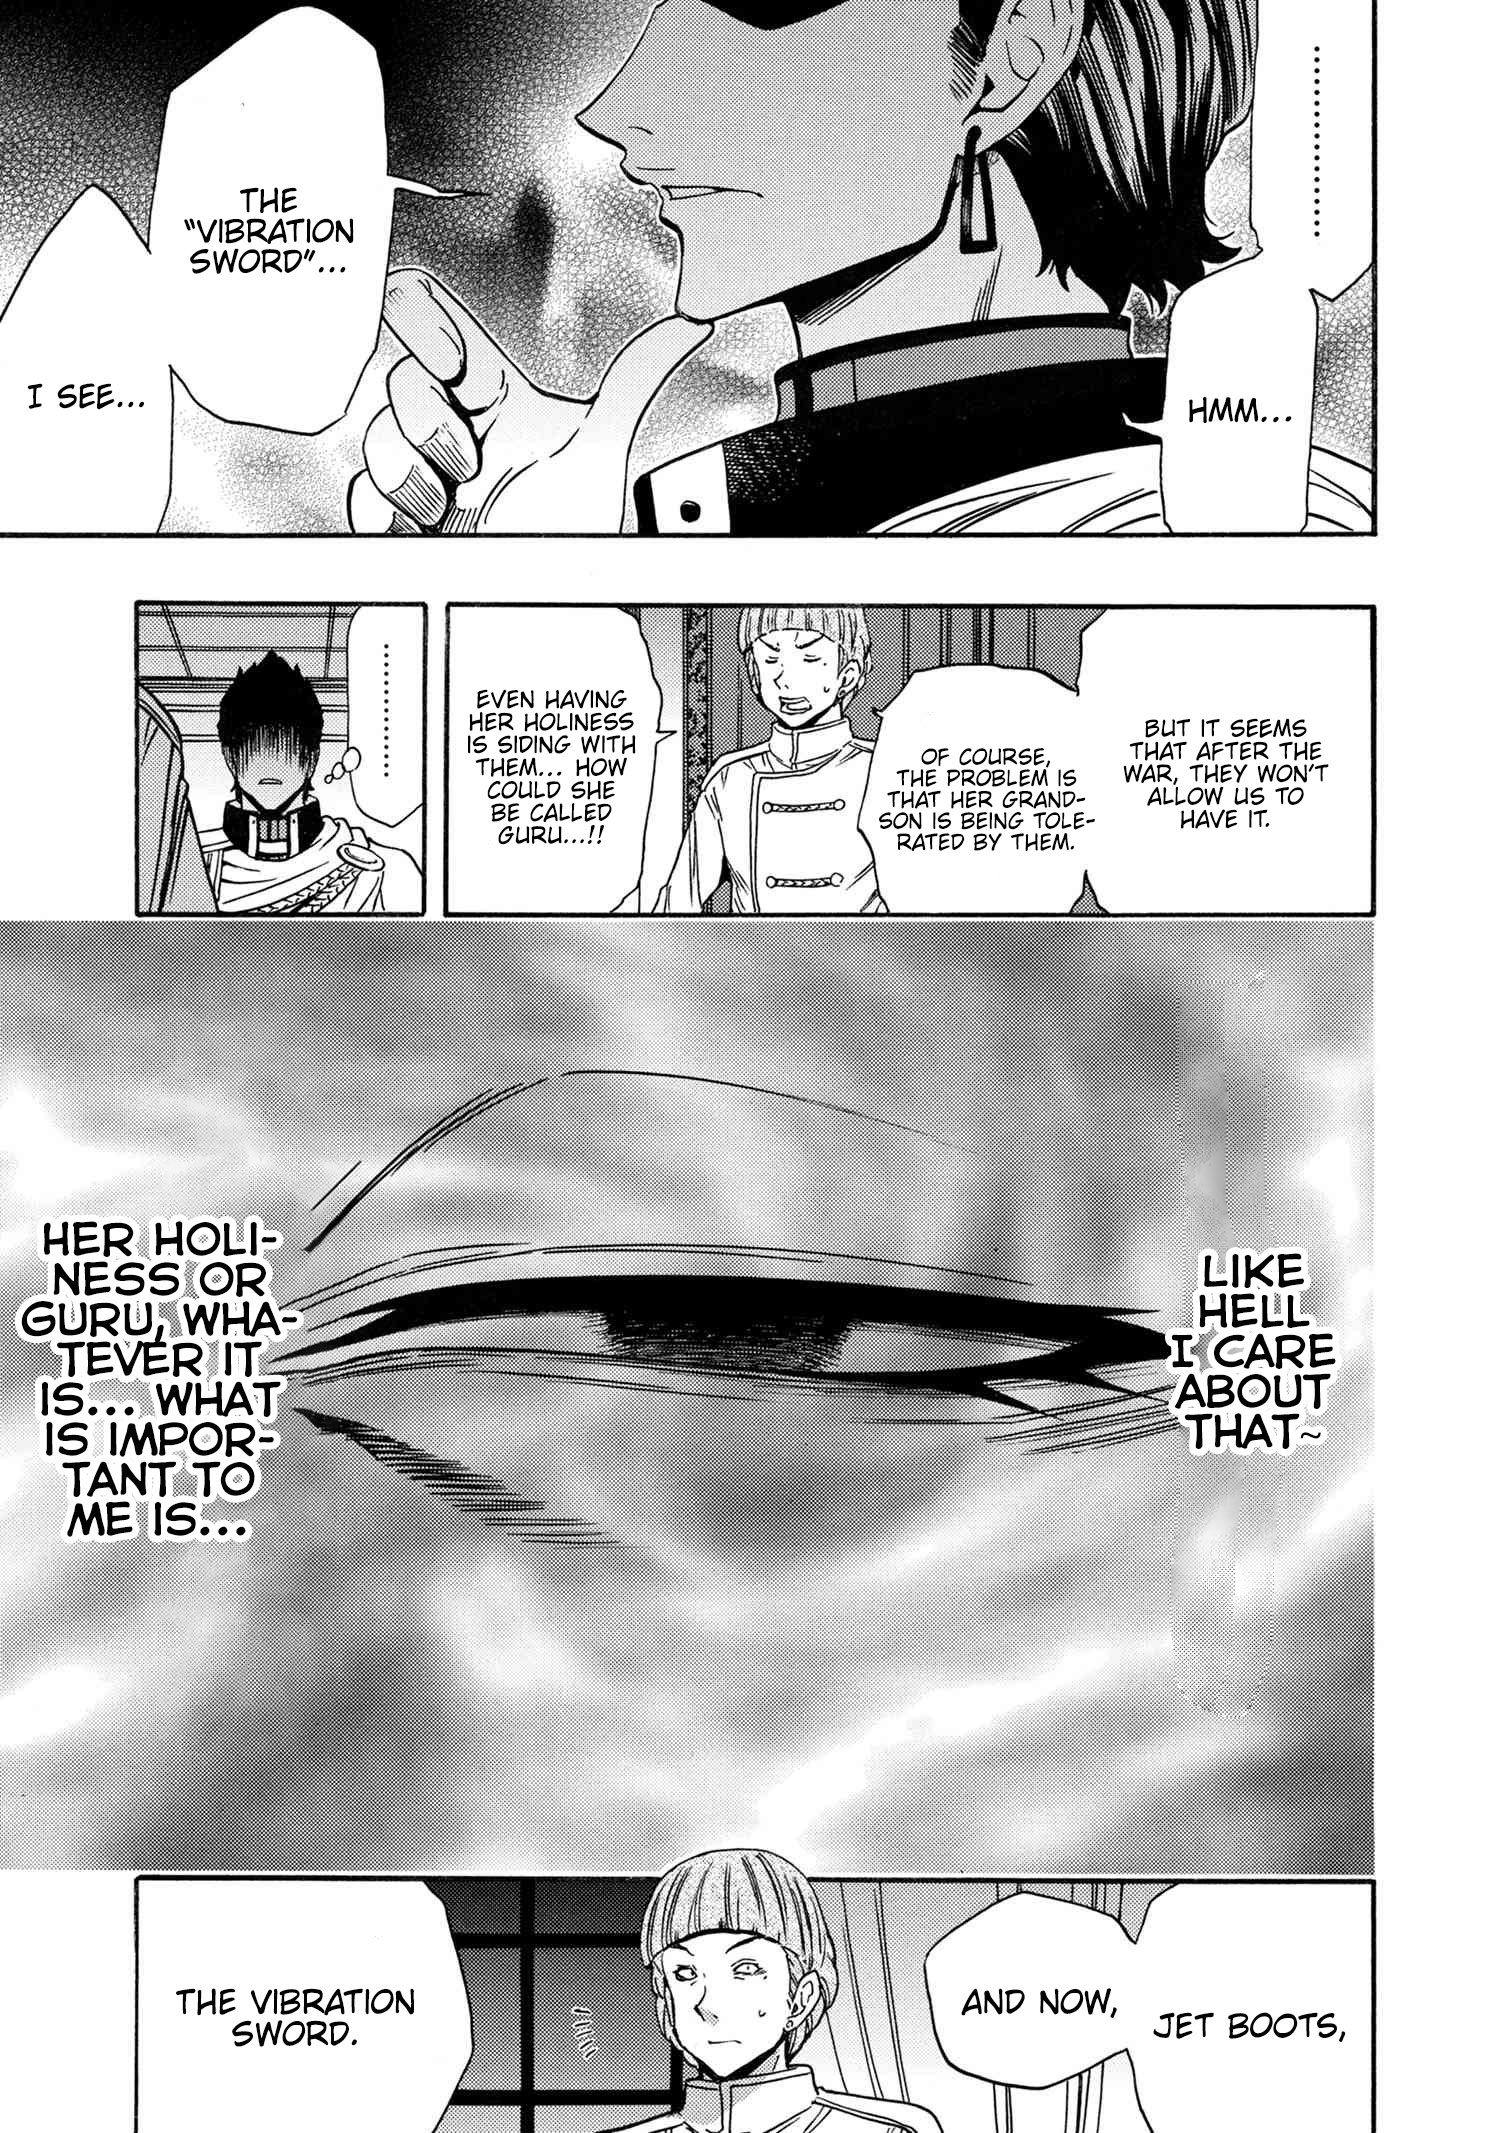 HMM...
THE
"VIBRATION
SWORD"...
I SEE...
BUT IT SEEMS
THAT AFTER THE
WAR, THEY WON'T
ALLOW US TO
HAVE IT.
OF COURSE,
THE PROBLEM IS
THAT HER GRAND-
SON IS BEING TOLE-
RATED BY THEM.
EVEN HAVING
HER HOLINESS
IS SIDING WITH
THEM... HOW
COULD SHE
BE CALLED
GURU...!!
LIKE
HELL
I CARE
ABOUT
THAT~
HER HOLI-
NESS OR
GURU, WHA-
TEVER IT
IS... WHAT
IS IMPOR-
TANT TO
ME IS...
JET BOOTS,
AND NOW,
THE VIBRATION
SWORD.